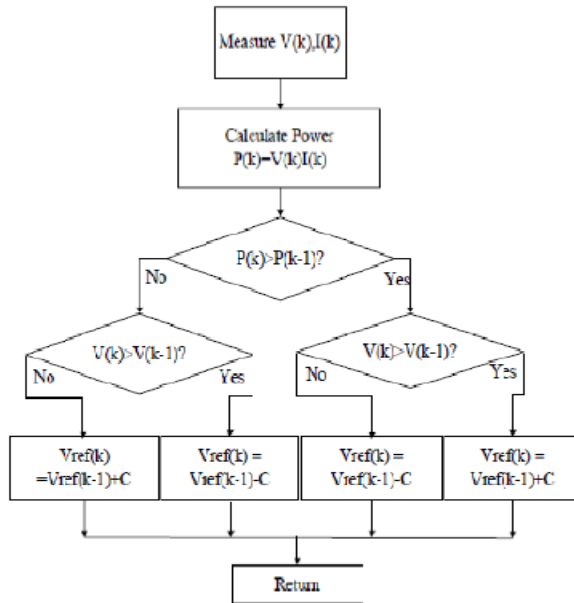 Measure V(k),I(k)
Calculate Power
P(k)=V(k)I(k)
P(k)>P(k-1)?
No
Yes
V(k)>V(k-1)?
V(k)>V(k-1)?
No
Yes
No
Yes
Vref(k)
=Vref(k-1)+C
Vref(k) =
Vref(k-1)-C
Vref(k) =
Vref(k-1)-C
Vref(k) =
Vref(k-1)+C
Return